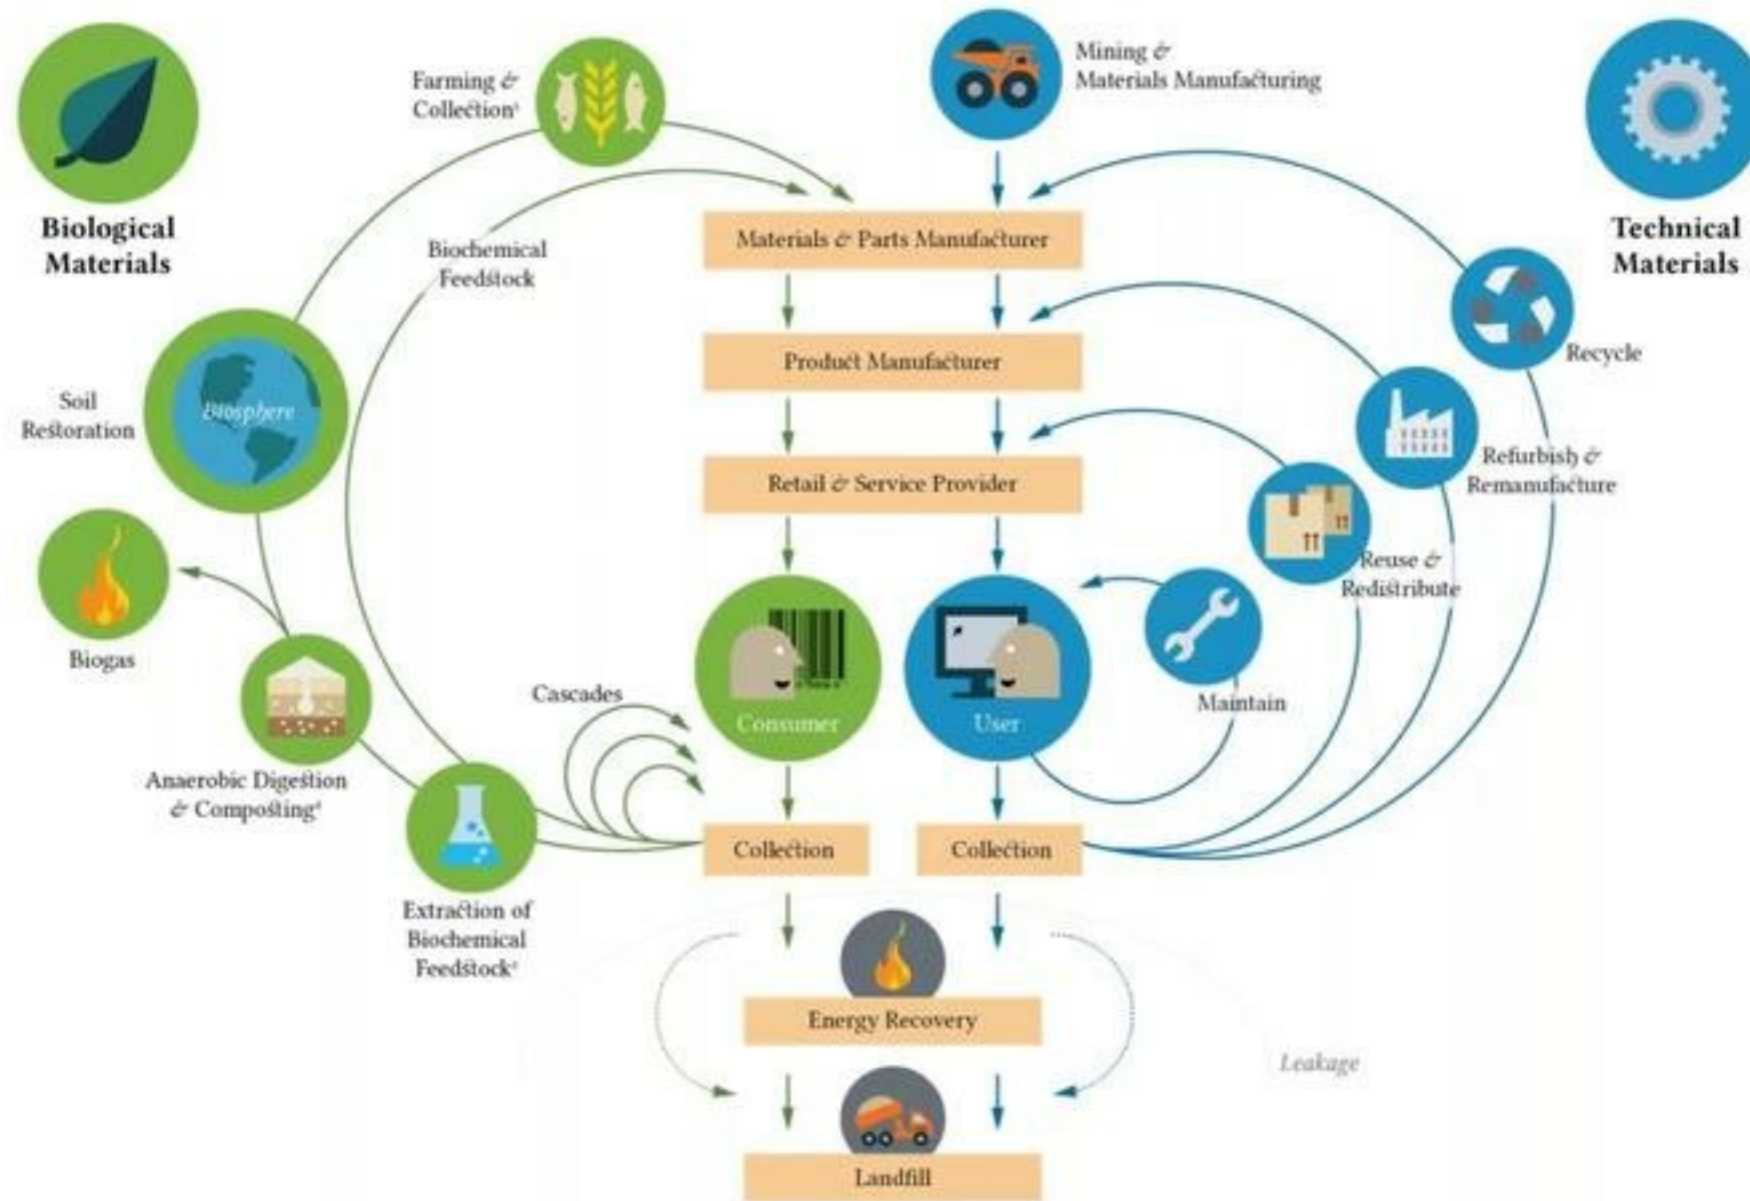 Mining &
Materials Manufacturing
Farming &
Collection
Biological
Materials
Technical
Materials
Materials & Parts Manufacturer
Biochemical
Feedstock
Recycle
Product Manufacturer
Soil
Restoration
Biosphere
Refurbish &
Remanufacture
Retail & Service Provider
Reuse &
Redistribute
Biogas
Cascades
Maintain
Consumer
User
Anaerobic Digestion
& Composting
Collection
Collection
Extraction of
Biochemical
Feedstock
Energy Recovery
Leakage
Landfill